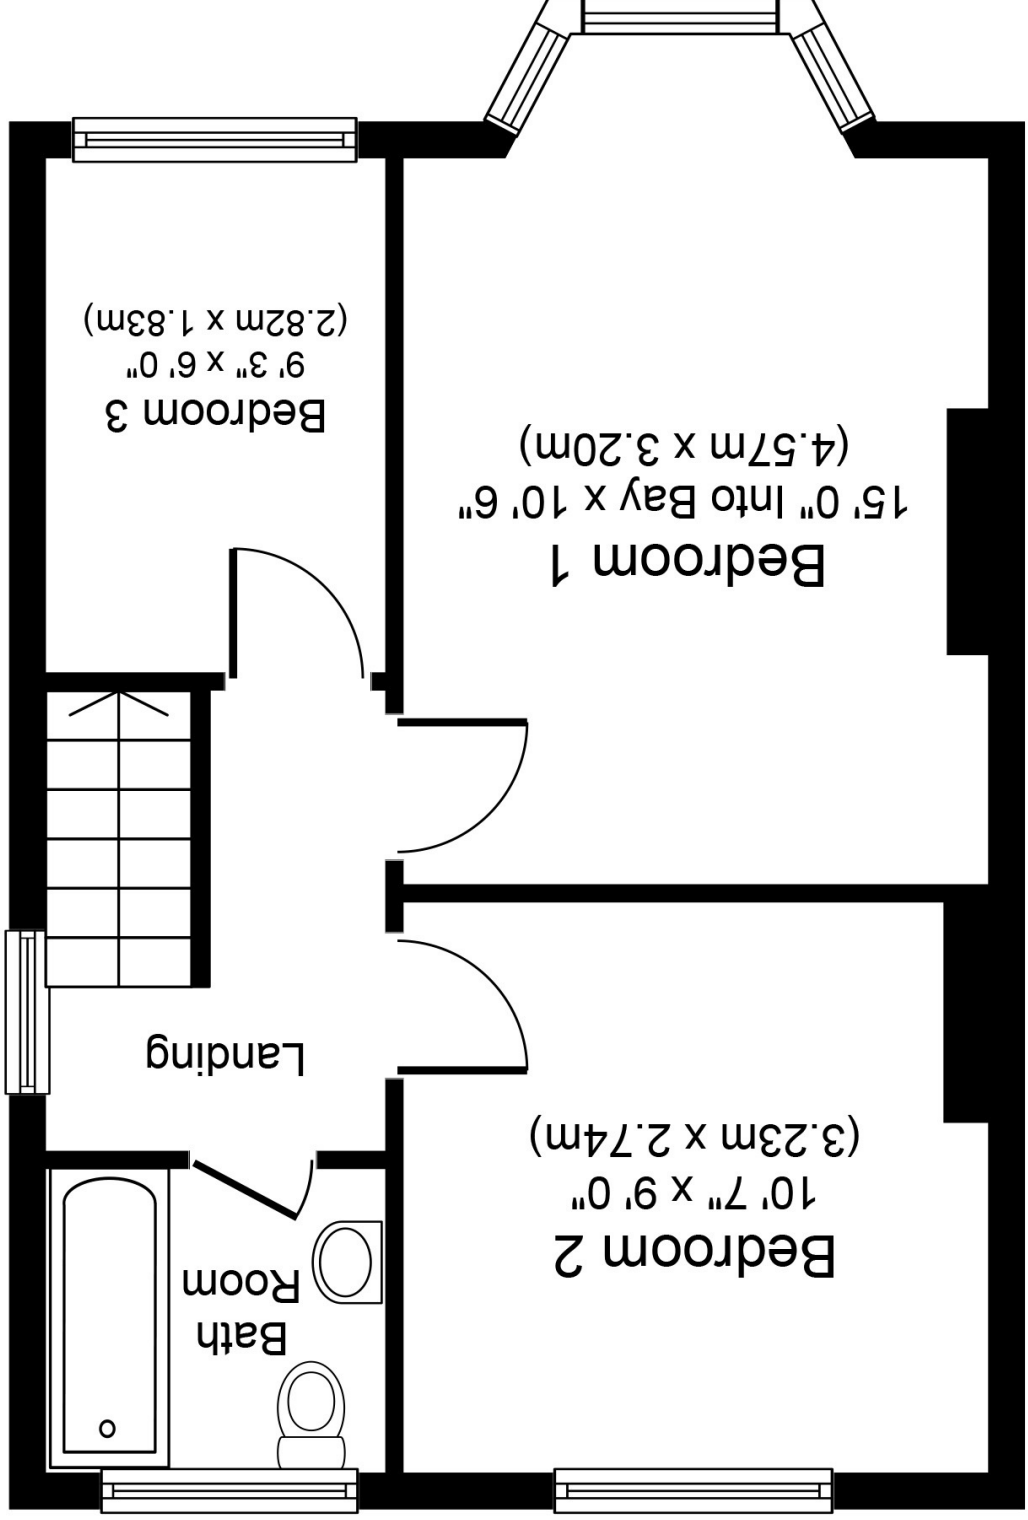 Bath
Room
Bedroom 2
10' 7" x 9' 0"
(3.23m x 2.74m)
Landing
Bedroom 1
15' 0" Into Bay x 10' 6"
(4.57m x 3.20m)
Bedroom 3
9' 3" x 6' 0"
(2.82m x 1.83m)